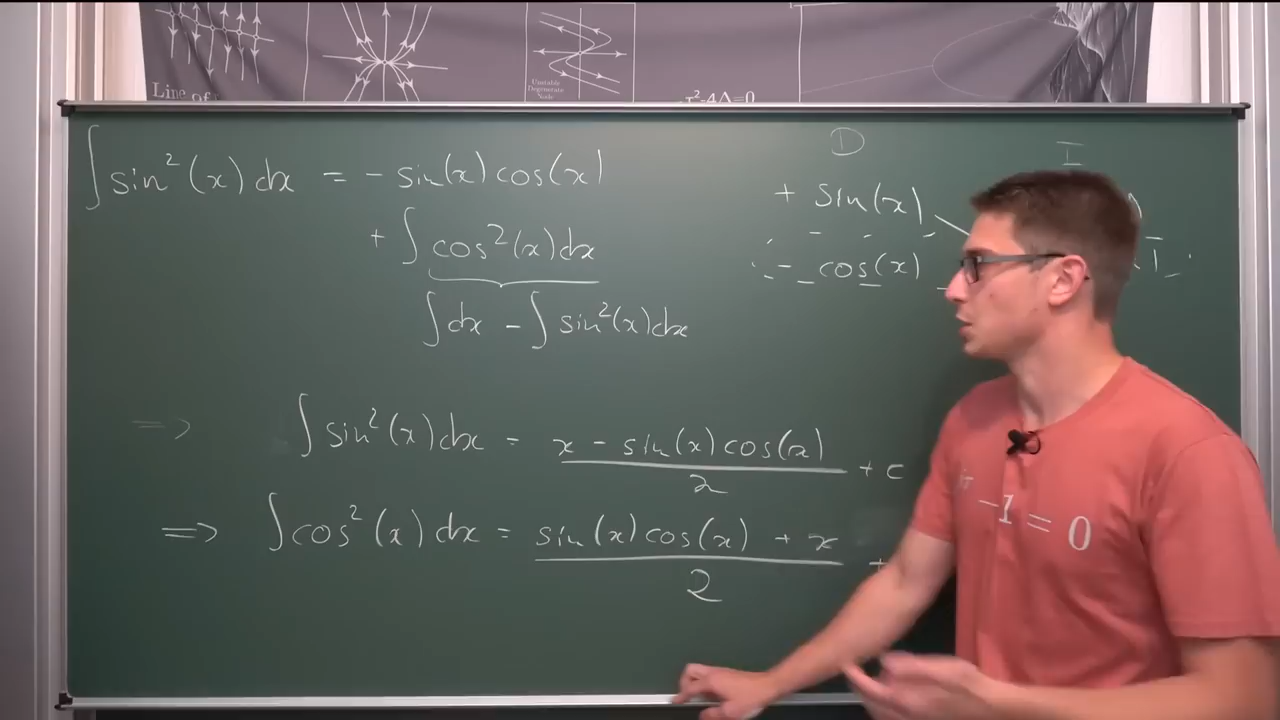 Line of
Unstable
Degenerate
Node
τ²-4Δ=0
∫sin²(x)dx = -sin(x)cos(x)
+ ∫cos²(x)dx
∫dx - ∫sin²(x)dx
D I
+ sin(x)
- cos(x)
=> ∫sin²(x)dx = x - sin(x)cos(x) / 2 + c
=> ∫cos²(x)dx = sin(x)cos(x) + x / 2 +
-1 = 0